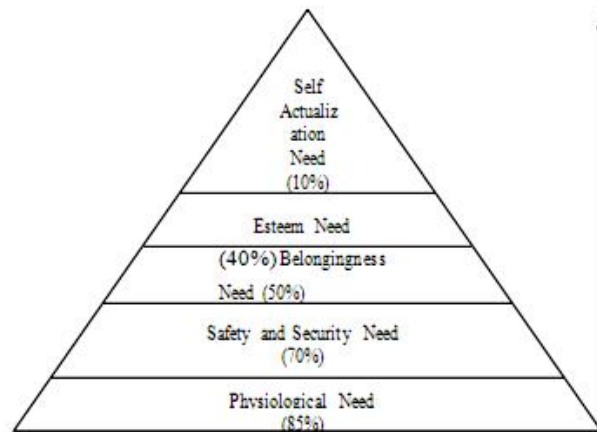 Self
Actualiz
ation
Need
(10%)
Esteem Need
(40%) Belongingness
Need (50%)
Safety and Security Need
(70%)
Physiological Need
(85%)